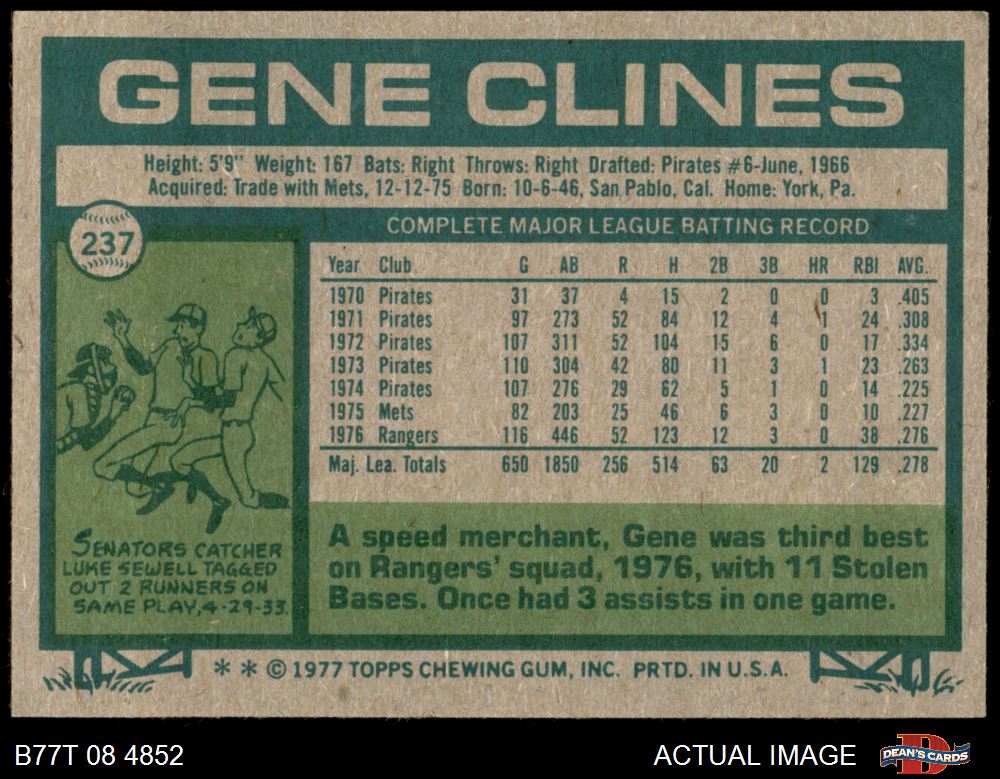 GENE CLINES
Height: 5'9" Weight: 167 Bats: Right Throws: Right Drafted: Pirates #6-June, 1966
Acquired: Trade with Mets, 12-12-75 Born: 10-6-46, San Pablo, Cal. Home: York, Pa.
237
COMPLETE MAJOR LEAGUE BATTING RECORD
Year Club G AB R H 2B 3B HR RBI AVG.
1970 Pirates 31 37 4 15 2 0 0 3 .405
1971 Pirates 97 273 52 84 12 4 1 24 .308
1972 Pirates 107 311 52 104 15 6 0 17 .334
1973 Pirates 110 304 42 80 11 3 1 23 .263
1974 Pirates 107 276 29 62 5 1 0 14 .225
1975 Mets 82 203 25 46 6 3 0 10 .227
1976 Rangers 116 446 52 123 12 3 0 38 .276
Maj. Lea. Totals 650 1850 256 514 63 20 2 129 .278
SENATORS CATCHER
LUKE SEWELL TAGGED
OUT 2 RUNNERS ON
SAME PLAY, 4-29-33.
A speed merchant, Gene was third best
on Rangers' squad, 1976, with 11 Stolen
Bases. Once had 3 assists in one game.
* * © 1977 TOPPS CHEWING GUM, INC. PRTD. IN U.S.A.
B77T 08 4852
ACTUAL IMAGE
DEAN'S CARDS